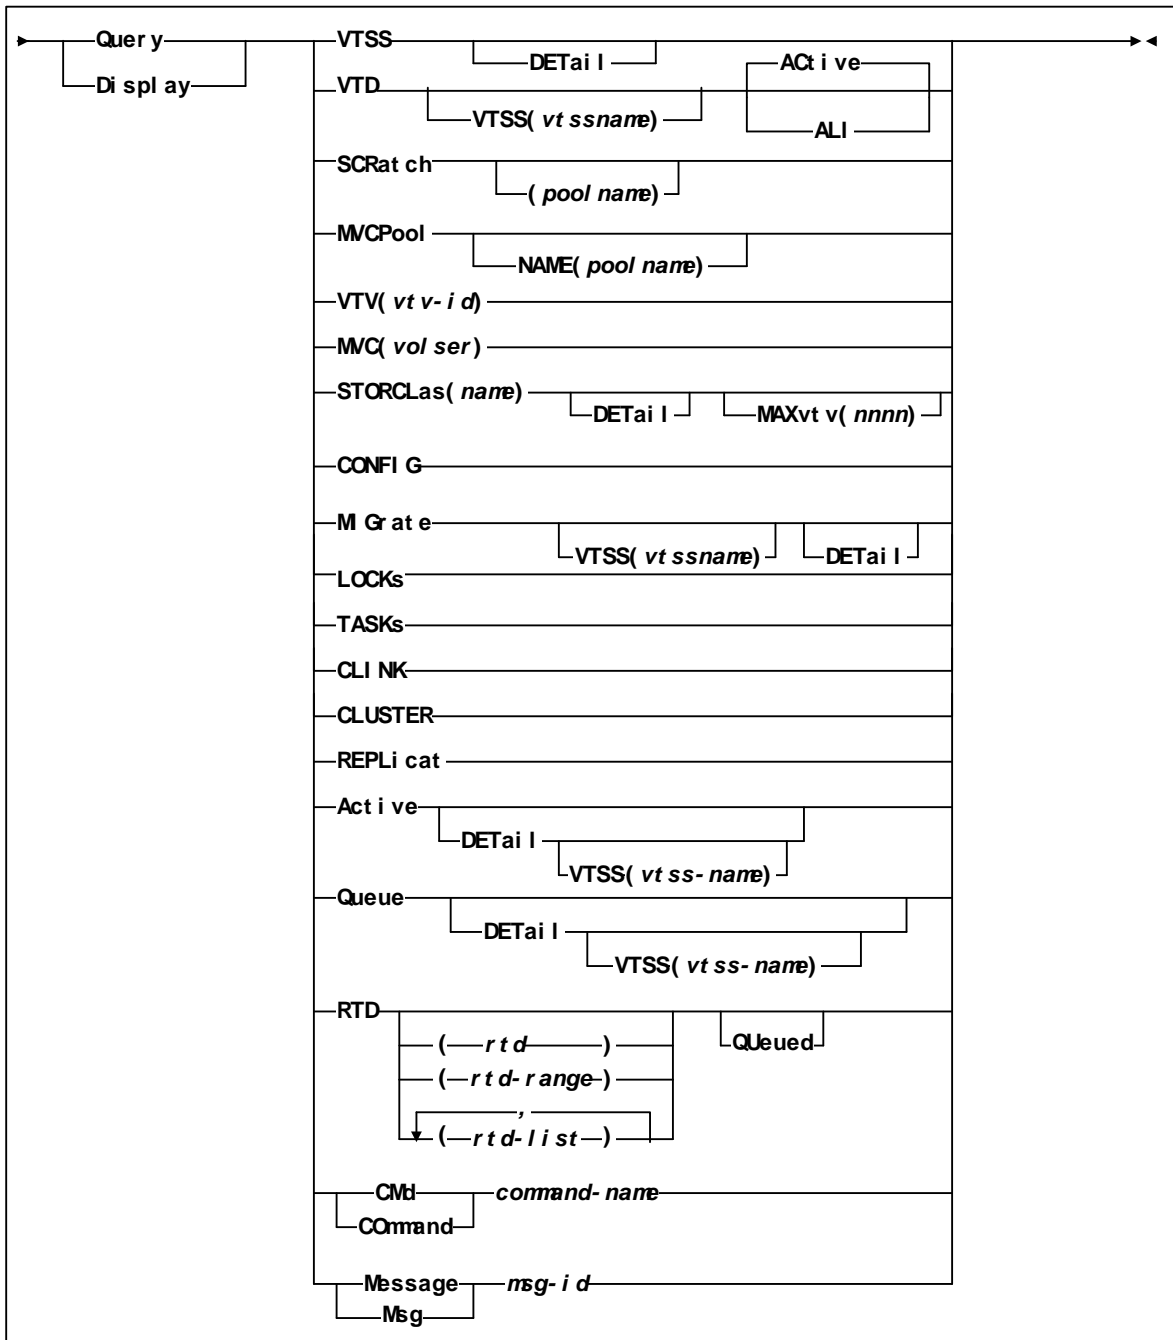 Query VTSS
DETail ACtive
Display VTD
VTSS(vtssname) ALl
SCRatch
(poolname)
MVCPool
NAME(poolname)
VTV(vtv-id)
MVC(volser)
STORCLas(name)
DETail MAXvtv(nnnn)
CONFIG
MIGrate
VTSS(vtssname) DETail
LOCKs
TASKs
CLINK
CLUSTER
REPLicat
Active
DETail
VTSS(vtss-name)
Queue
DETail
VTSS(vtss-name)
RTD
(rtd) QUeued
(rtd-range)
,
(rtd-list)
CMd command-name
COmmand
Message msg-id
Msg